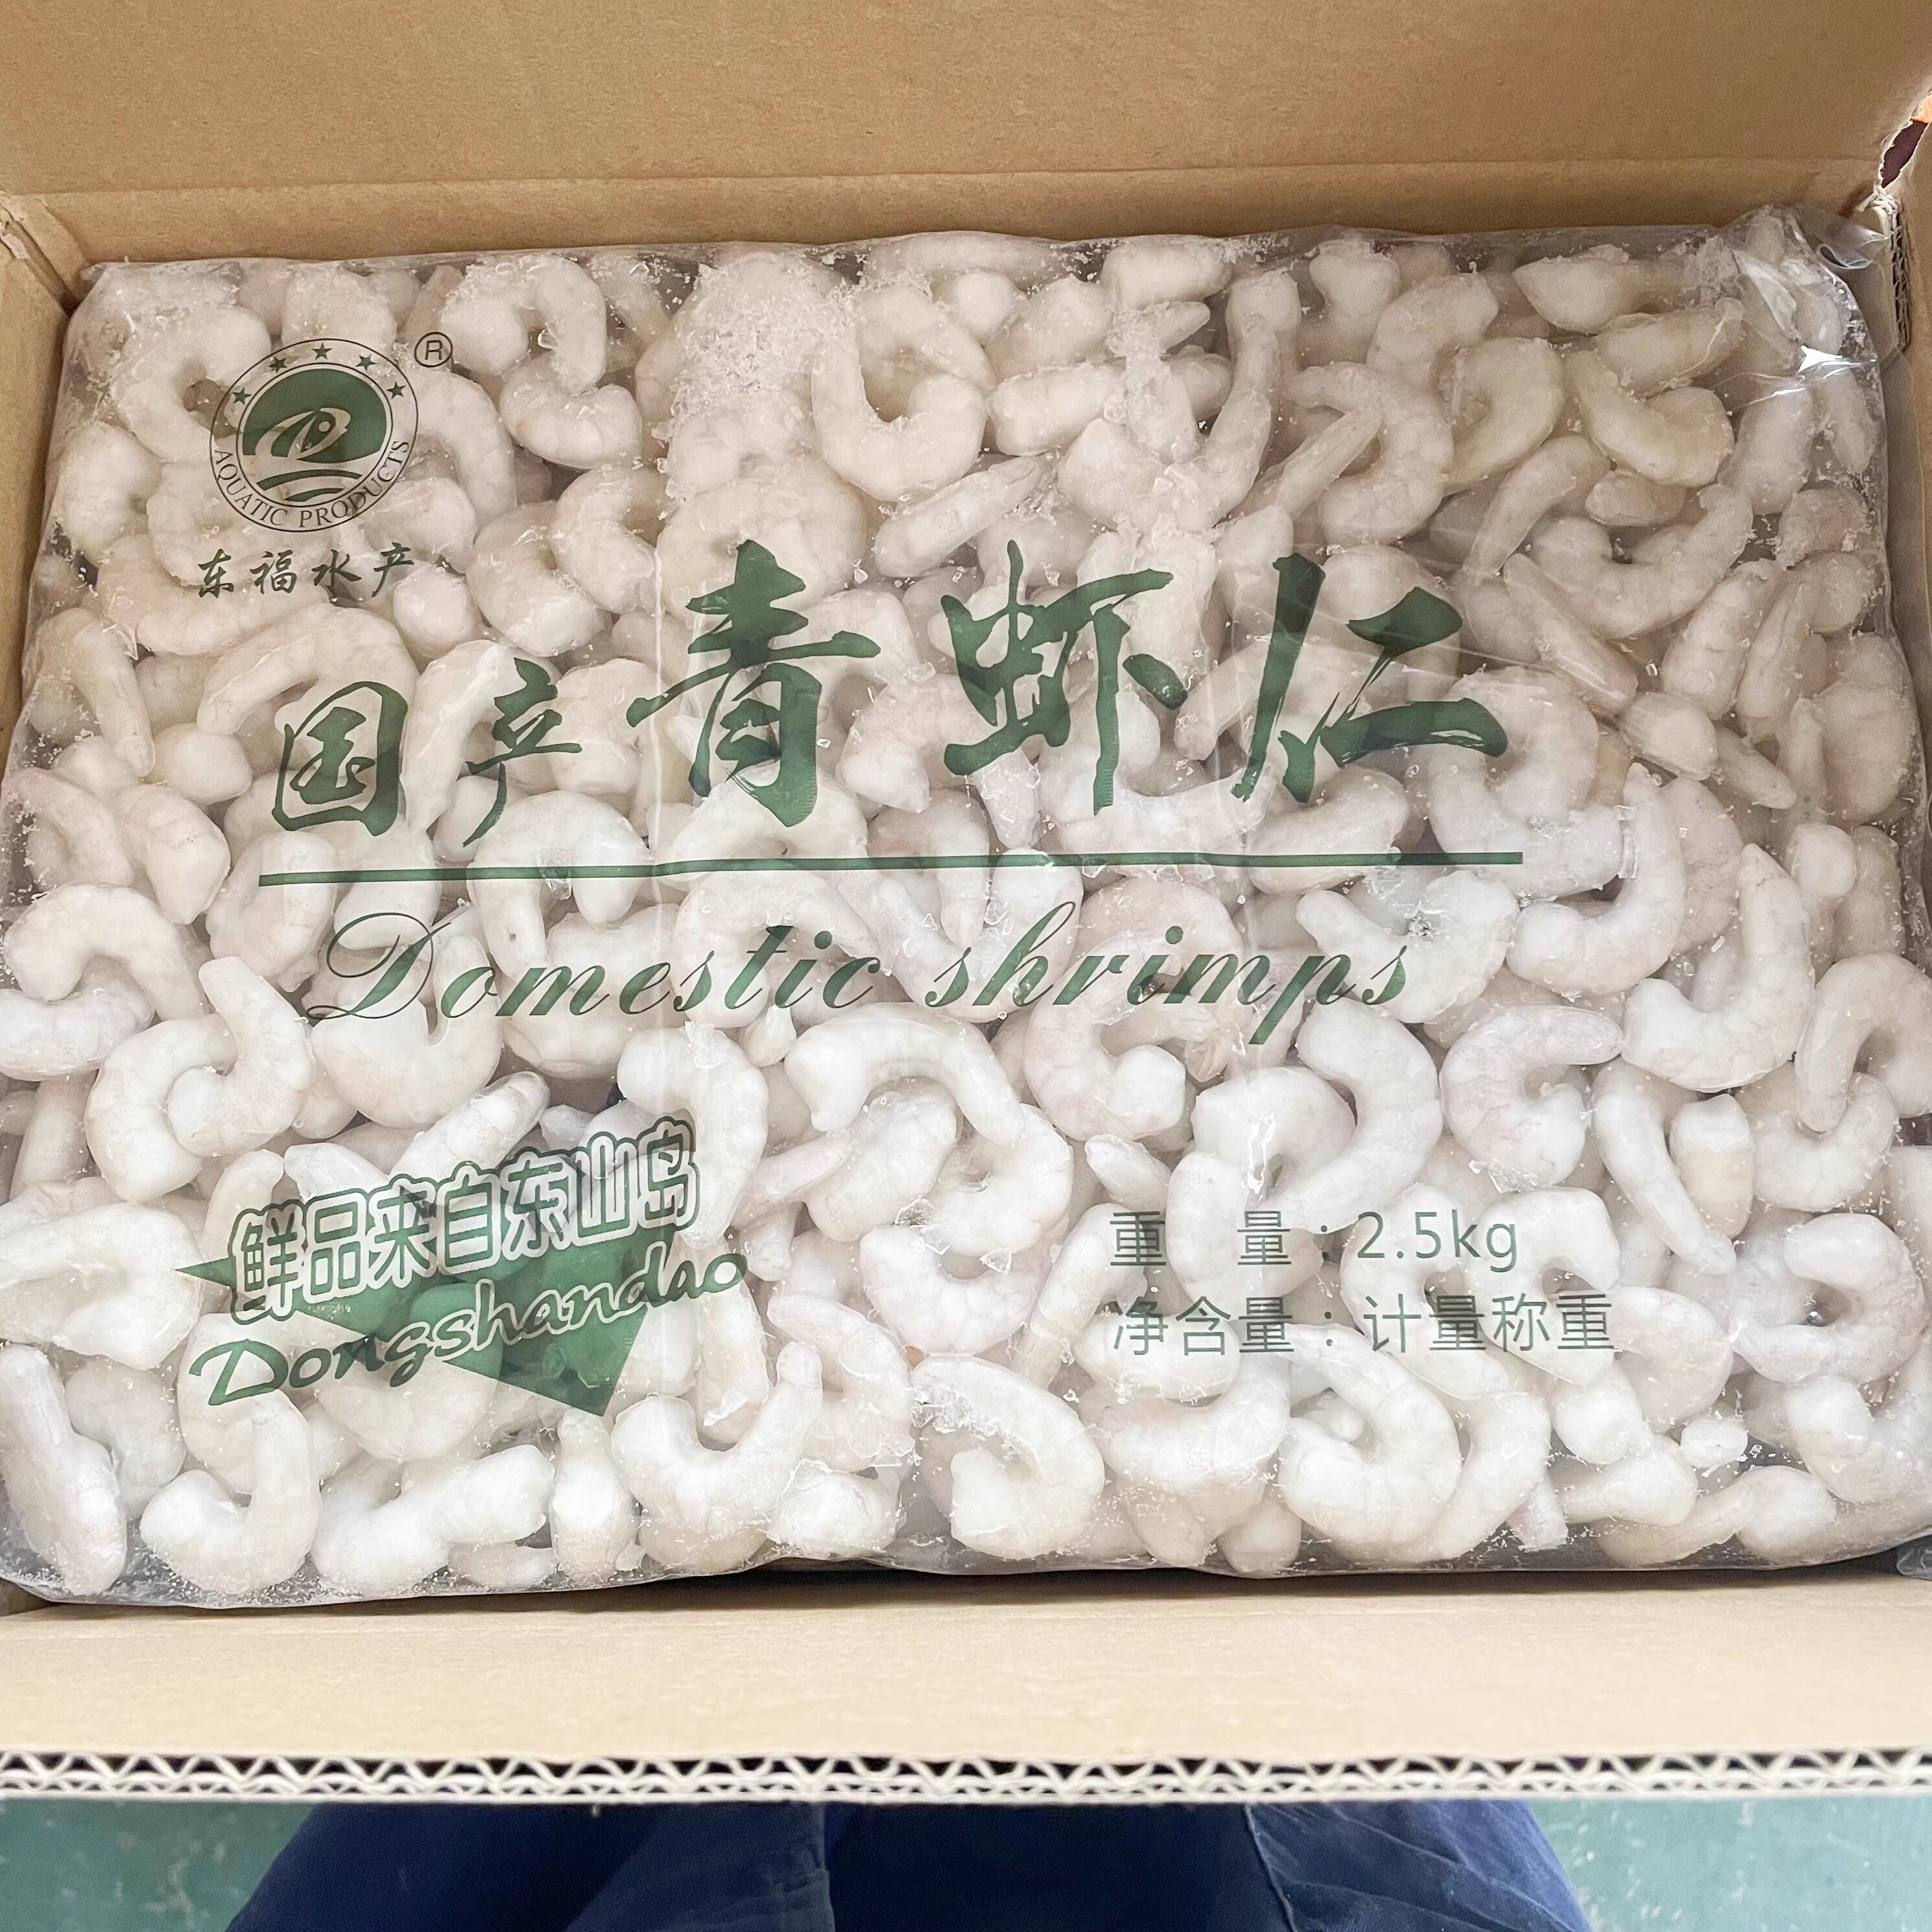 ®
AQUATIC PRODUCTS
东福水产
国产青虾仁
Domestic shrimps
鲜品来自东山岛
Dongshandao
重 量：2.5kg
净含量：计量称重